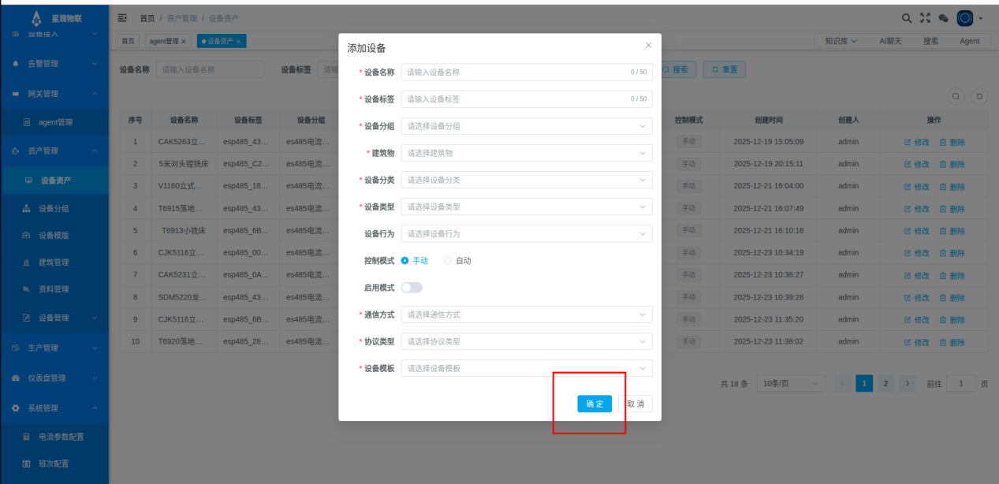 星观物联
首页 / 资产管理 / 设备资产
设备接入
首页 agent管理 × 设备资产 × 知识库 AI聊天 搜索 Agent
告警管理
网关管理
agent管理
资产管理
设备资产
设备分组
设备模版
建筑管理
资料管理
设备管理
生产管理
仪表盘管理
系统管理
电流参数配置
班次配置
设备名称 请输入设备名称 设备标签 请输 搜索 重置
序号 设备名称 设备标签 设备分组 控制模式 创建时间 创建人 操作
1 CAK5263立... esp485_43... es485电流... 手动 2025-12-19 15:05:09 admin 修改 删除
2 5米对头镗铣床 esp485_C2... es485电流... 手动 2025-12-19 20:15:11 admin 修改 删除
3 V1160立式... esp485_18... es485电流... 手动 2025-12-21 16:04:00 admin 修改 删除
4 T6915落地... esp485_43... es485电流... 手动 2025-12-21 16:07:49 admin 修改 删除
5 T6913小铣床 esp485_6B... es485电流... 手动 2025-12-21 16:10:18 admin 修改 删除
6 CJK5116立... esp485_00... es485电流... 手动 2025-12-23 10:34:19 admin 修改 删除
7 CAK5231立... esp485_0A... es485电流... 手动 2025-12-23 10:36:27 admin 修改 删除
8 SDM5220龙... esp485_43... es485电流... 手动 2025-12-23 10:39:28 admin 修改 删除
9 CJK5116立... esp485_6B... es485电流... 手动 2025-12-23 11:35:20 admin 修改 删除
10 T6920落地... esp485_28... es485电流... 手动 2025-12-23 11:38:02 admin 修改 删除
共 18 条 10条/页 1 2 前往 1 页
添加设备
* 设备名称 请输入设备名称 0 / 50
* 设备标签 请输入设备标签 0 / 50
* 设备分组 请选择设备分组
* 建筑物 请选择建筑物
* 设备分类 请选择设备分类
* 设备类型 请选择设备类型
设备行为 请选择设备行为
控制模式 手动 自动
启用模式
* 通信方式 请选择通信方式
* 协议类型 请选择协议类型
* 设备模板 请选择设备模板
确 定 取 消